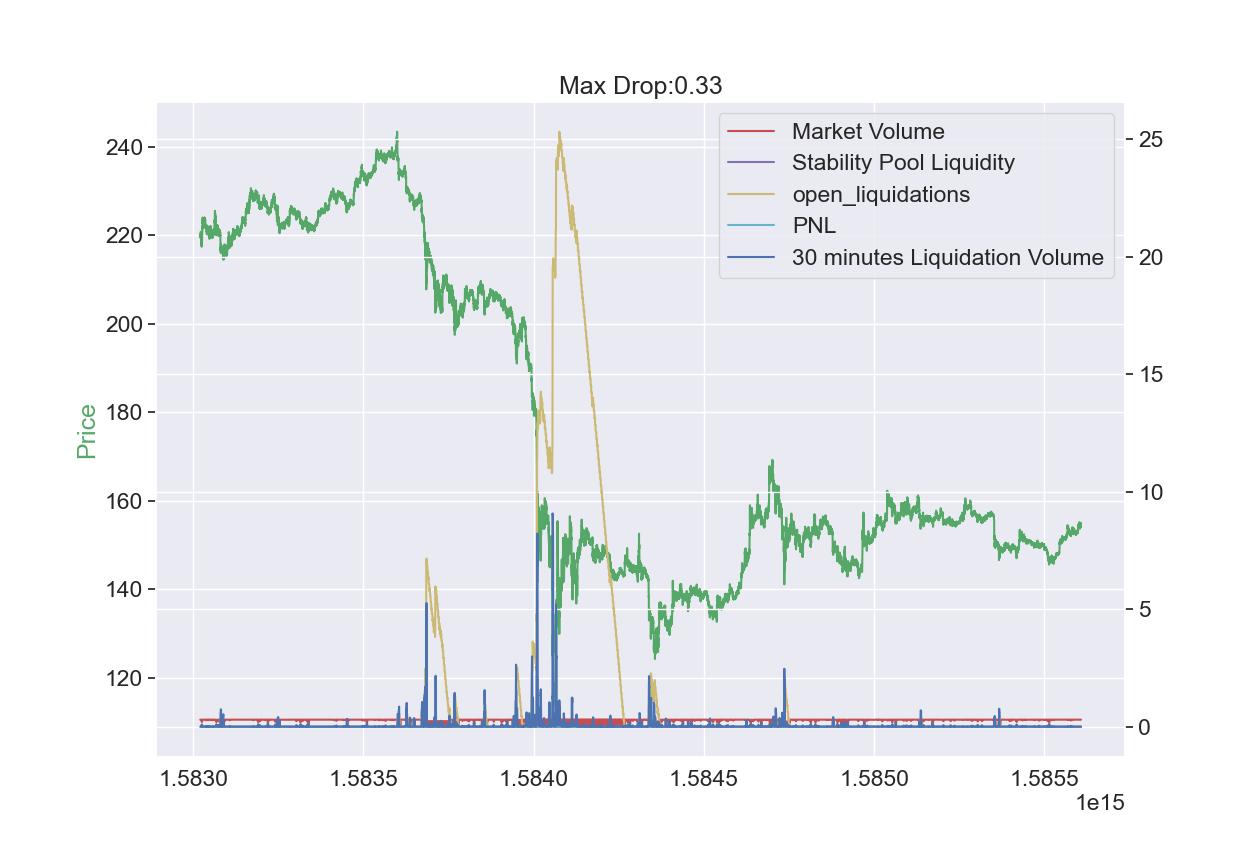 Max Drop:0.33
Market Volume
Stability Pool Liquidity
open_liquidations
PNL
30 minutes Liquidation Volume
Price
240
220
200
180
160
140
120
25
20
15
10
5
0
1.5830 1.5835 1.5840 1.5845 1.5850 1.5855
1e15